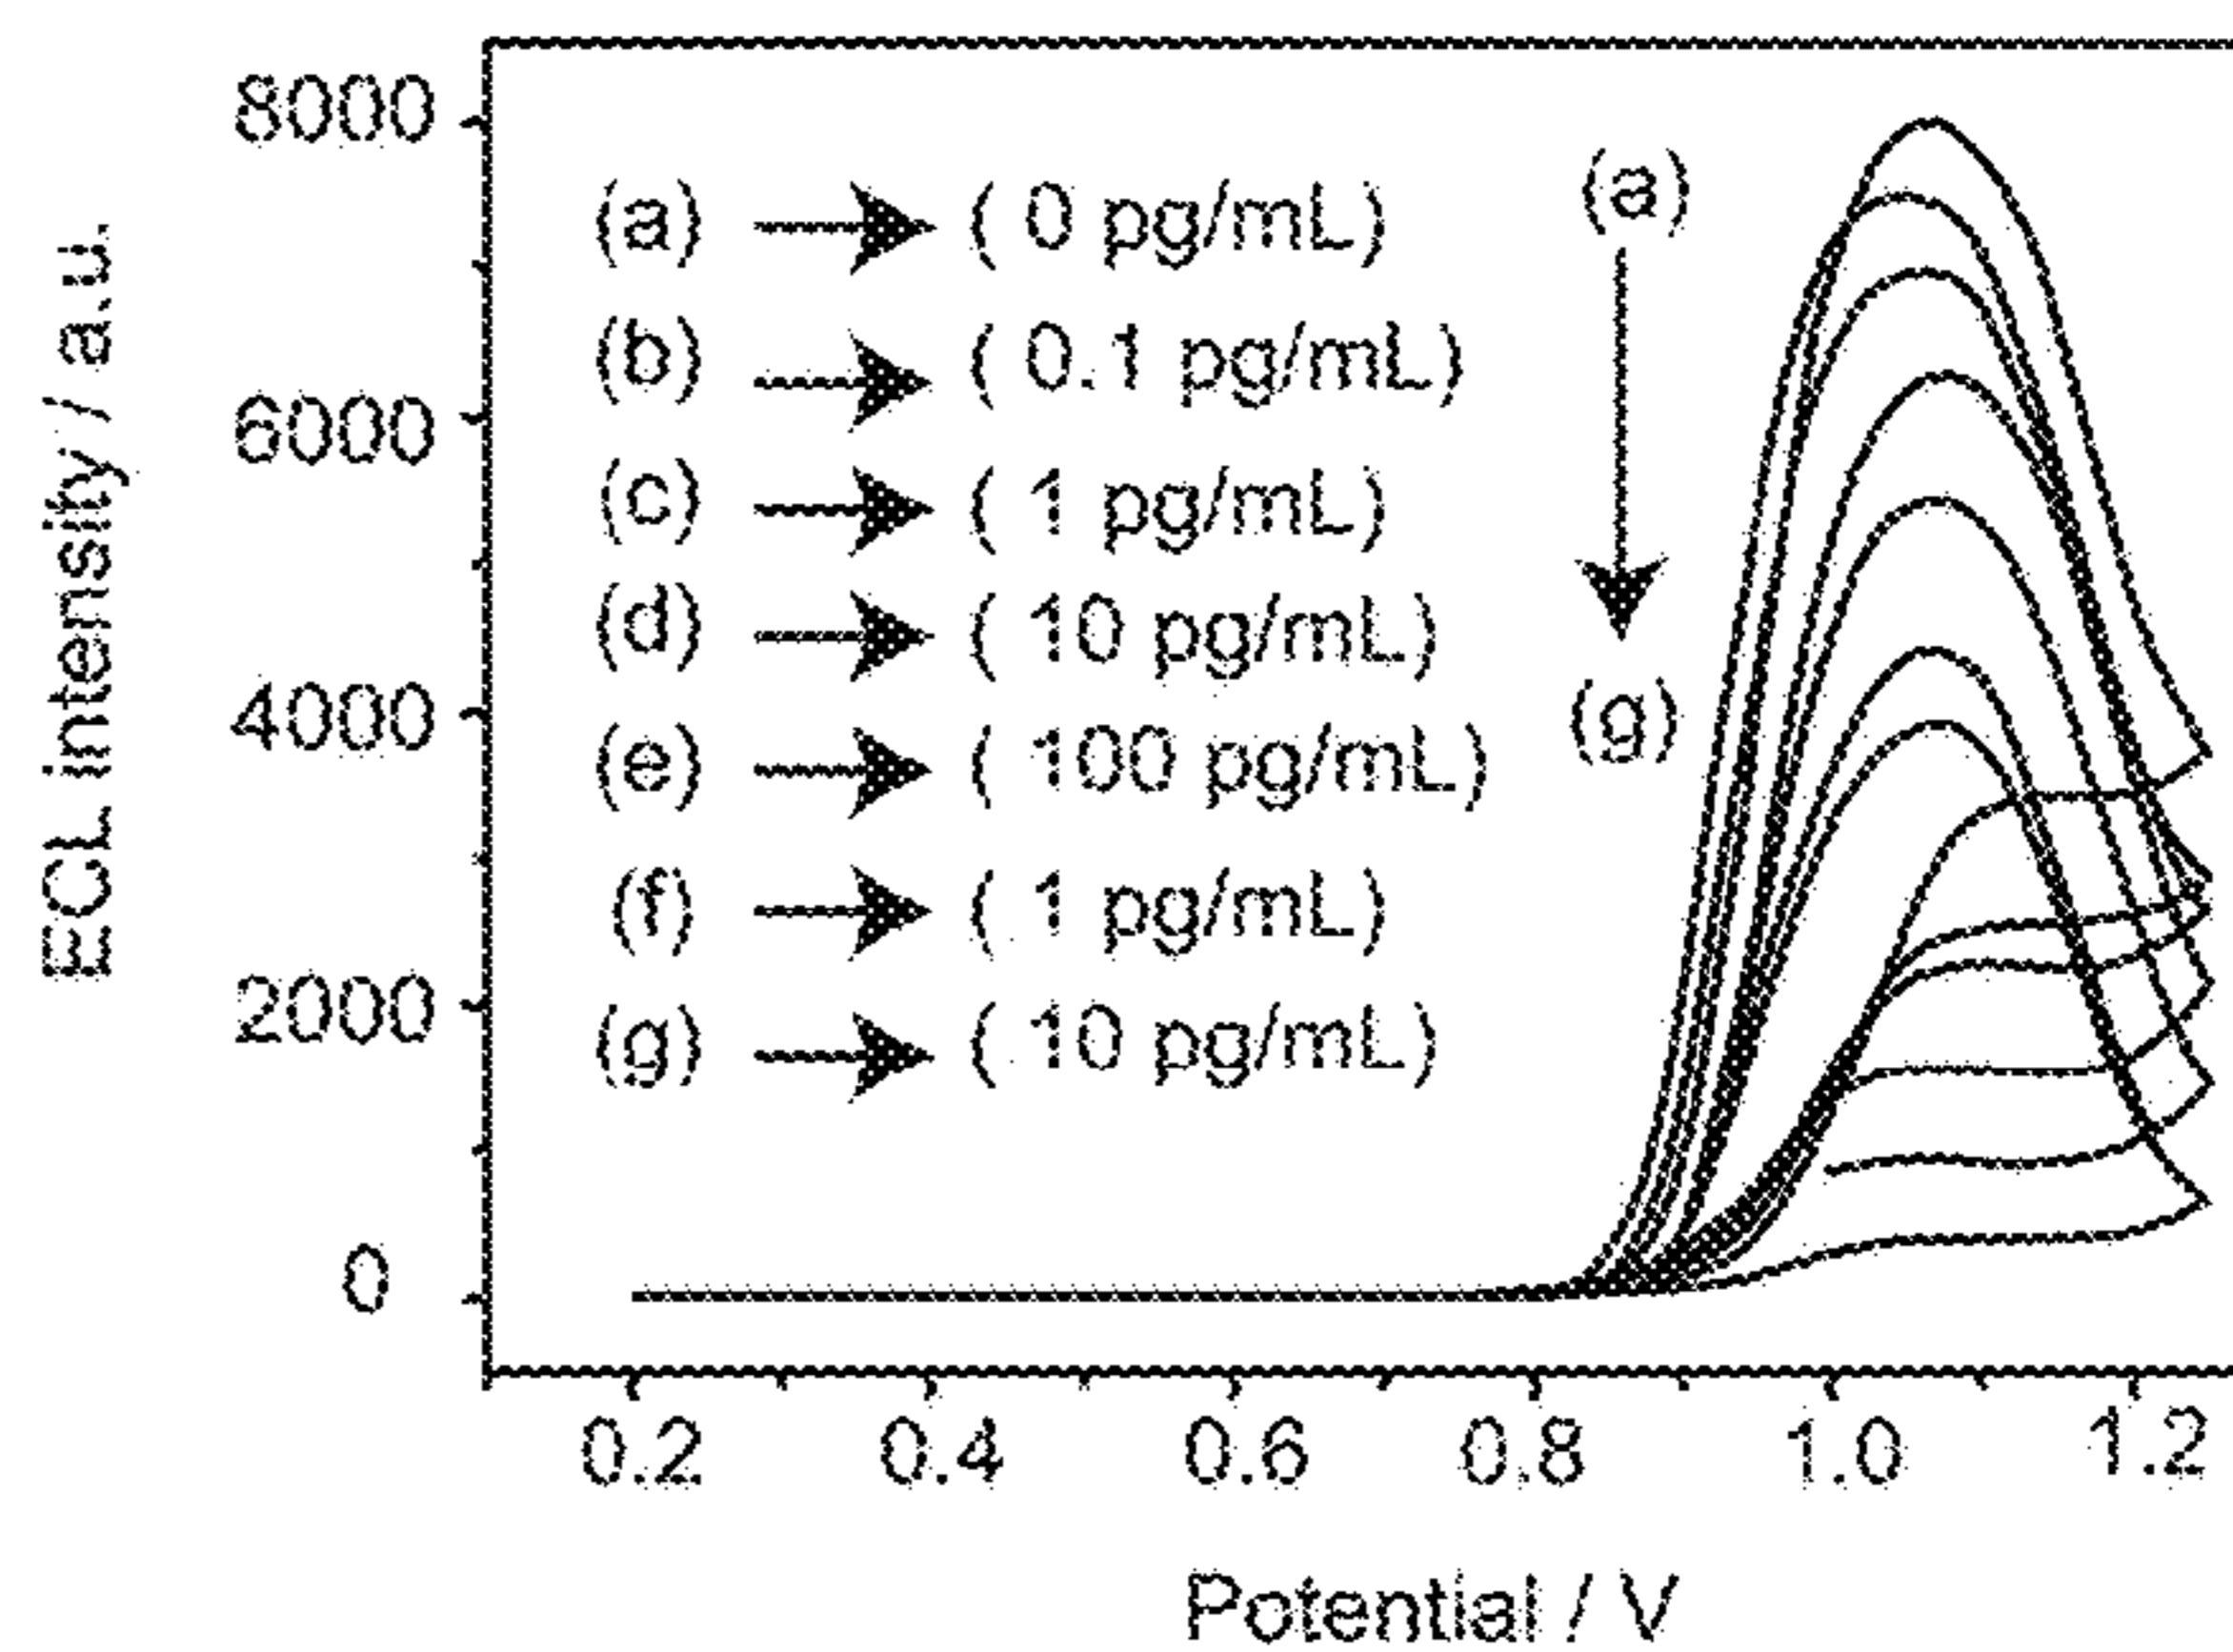 ECL intensity / a.u.
8000
6000
4000
2000
0
(a) ( 0 pg/mL)
(b) ( 0.1 pg/mL)
(c) ( 1 pg/mL)
(d) ( 10 pg/mL)
(e) ( 100 pg/mL)
(f) ( 1 pg/mL)
(g) ( 10 pg/mL)
(a)
(g)
0.2 0.4 0.6 0.8 1.0 1.2
Potential / V